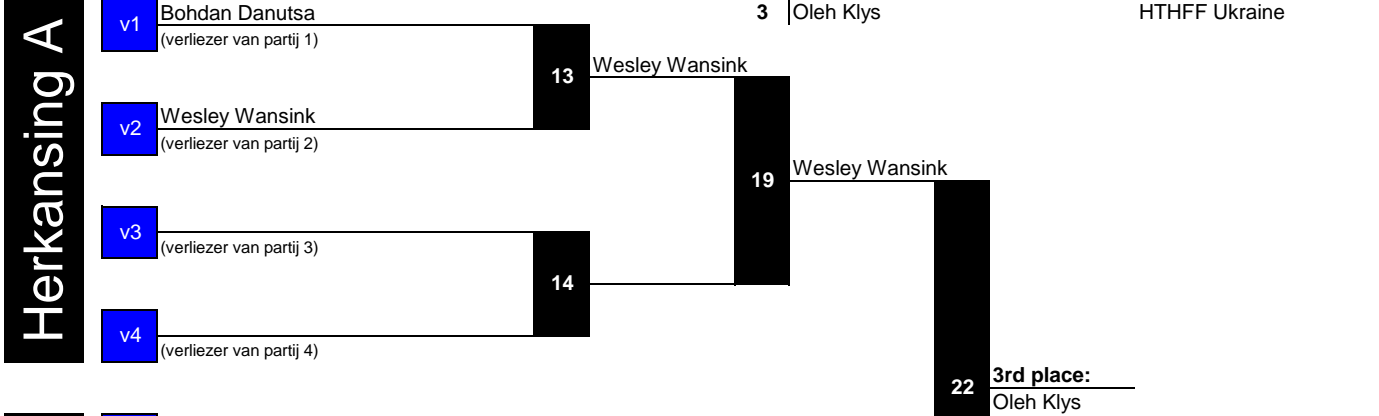 Herkansing A
v1 Bohdan Danutsa
(verliezer van partij 1)
3 Oleh Klys HTHFF Ukraine
13 Wesley Wansink
v2 Wesley Wansink
(verliezer van partij 2)
19 Wesley Wansink
v3
(verliezer van partij 3)
14
v4
(verliezer van partij 4)
22 3rd place:
Oleh Klys